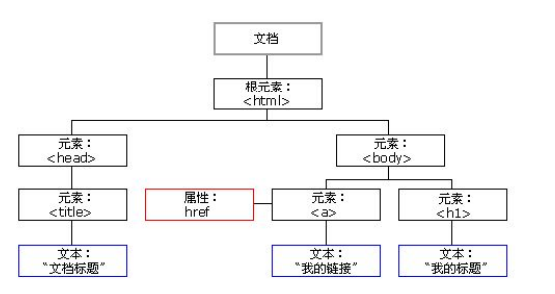 文档
根元素：
<html>
元素：
<head>
元素：
<body>
元素：
<title>
属性：
href
元素：
<a>
元素：
<h1>
文本：
“文档标题”
文本：
“我的链接”
文本：
“我的标题”